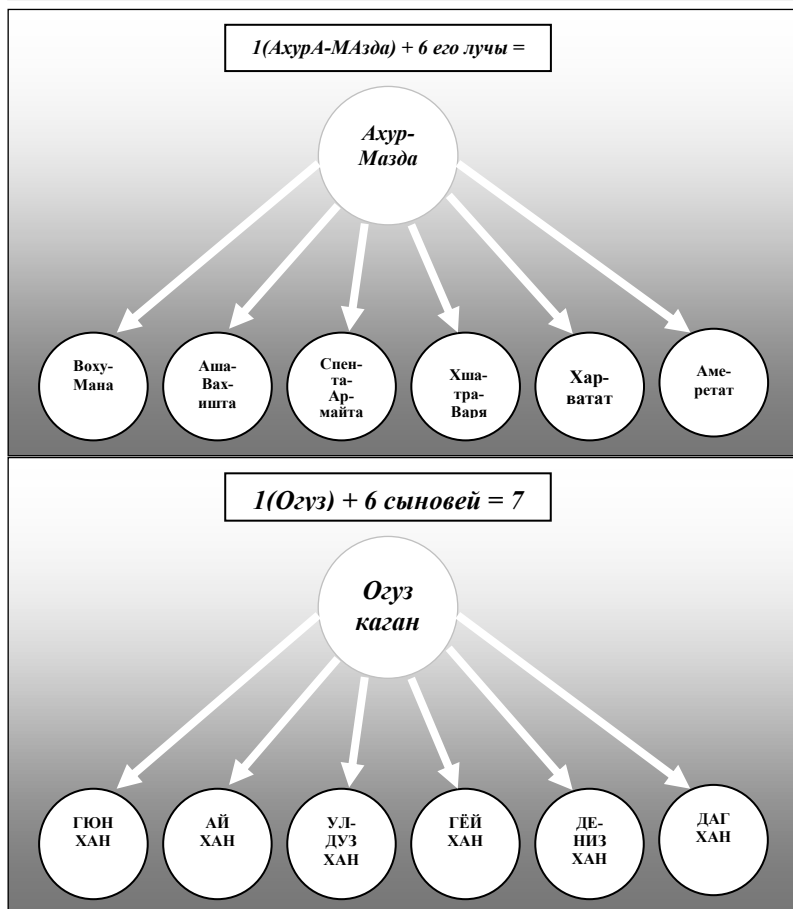 1(АхурА-МАзда) + 6 его лучы =
Ахур-
Мазда
Воху-
Мана
Аша-
Вах-
ишта
Спен-
та-
Ар-
майта
Хша-
тра-
Варя
Хар-
ватат
Аме-
ретат
1(Огуз) + 6 сыновей = 7
Огуз
каган
ГЮН
ХАН
АЙ
ХАН
УЛ-
ДУЗ
ХАН
ГЁЙ
ХАН
ДЕ-
НИЗ
ХАН
ДАГ
ХАН